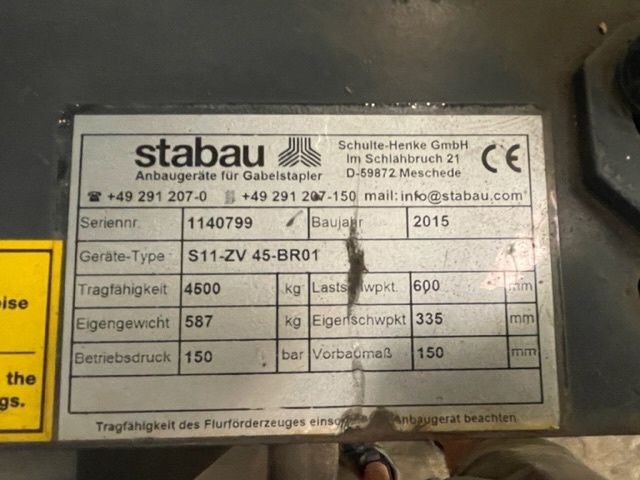 stabau
Anbaugeräte für Gabelstapler
Schulte-Henke GmbH
Im Schlahbruch 21
D-59872 Meschede
CE
☎ +49 291 207-0 +49 291 207-150 mail: info@stabau.com
Seriennr. 1140799 Baujahr 2015
Geräte-Type S11-ZV 45-BR01
Tragfähigkeit 4500 kg Lastschwpkt. 600 mm
Eigengewicht 587 kg Eigenschwpkt 335 mm
Betriebsdruck 150 bar Vorbaumaß 150 mm
Tragfähigkeit des Flurförderzeuges Anbaugerät beachten
the
gs.